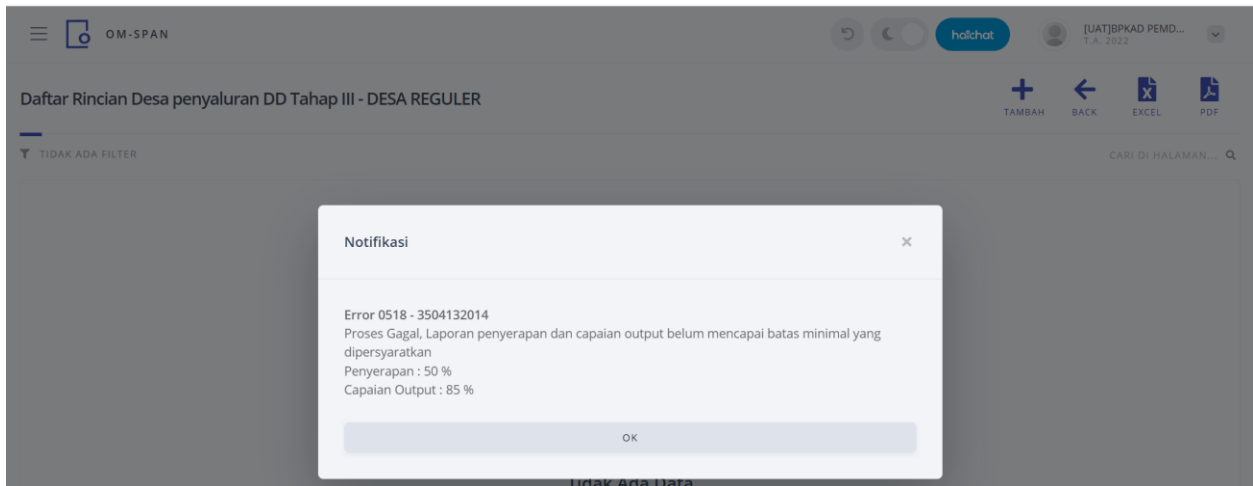 OM-SPAN
haîchat
[UAT]BPKAD PEMD...
T.A. 2022
Daftar Rincian Desa penyaluran DD Tahap III - DESA REGULER
TAMBAH
BACK
EXCEL
PDF
TIDAK ADA FILTER
CARI DI HALAMAN...
Notifikasi
Error 0518 - 3504132014
Proses Gagal, Laporan penyerapan dan capaian output belum mencapai batas minimal yang
dipersyaratkan
Penyerapan : 50 %
Capaian Output : 85 %
OK
Tidak Ada Data